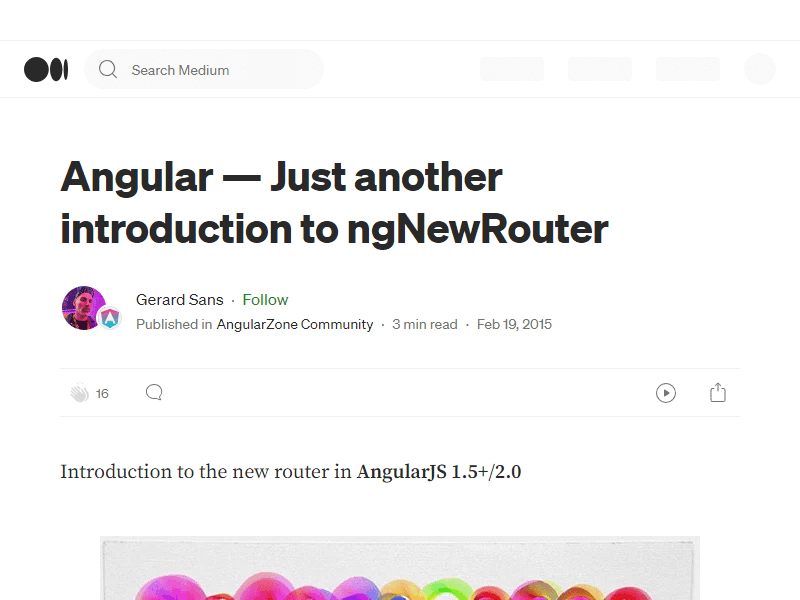 Search Medium
Angular — Just another
introduction to ngNewRouter
Gerard Sans · Follow
Published in AngularZone Community · 3 min read · Feb 19, 2015
16
Introduction to the new router in AngularJS 1.5+/2.0